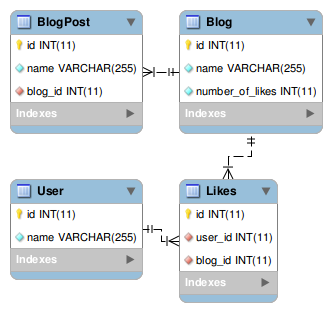 BlogPost
id INT(11)
name VARCHAR(255)
blog_id INT(11)
Indexes
Blog
id INT(11)
name VARCHAR(255)
number_of_likes INT(11)
Indexes
User
id INT(11)
name VARCHAR(255)
Indexes
Likes
id INT(11)
user_id INT(11)
blog_id INT(11)
Indexes